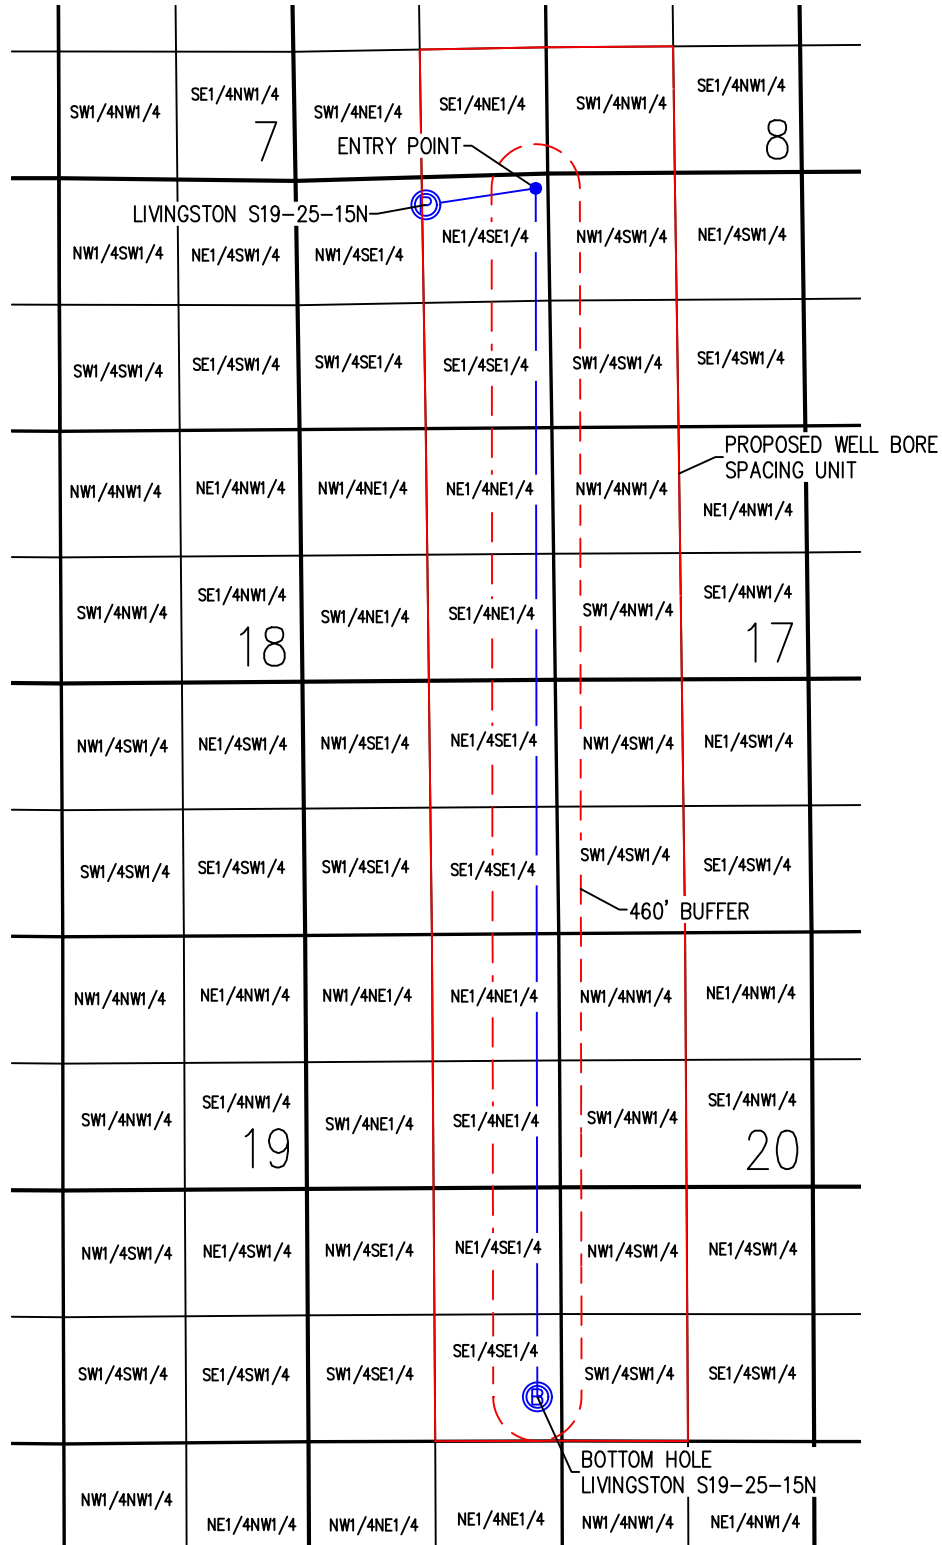 SW1/4NW1/4 SE1/4NW1/4 SW1/4NE1/4 SE1/4NE1/4 SW1/4NW1/4 SE1/4NW1/4
7 8
ENTRY POINT
P
LIVINGSTON S19-25-15N
NW1/4SW1/4 NE1/4SW1/4 NW1/4SE1/4 NE1/4SE1/4 NW1/4SW1/4 NE1/4SW1/4
SW1/4SW1/4 SE1/4SW1/4 SW1/4SE1/4 SE1/4SE1/4 SW1/4SW1/4 SE1/4SW1/4
PROPOSED WELL BORE
SPACING UNIT
NW1/4NW1/4 NE1/4NW1/4 NW1/4NE1/4 NE1/4NE1/4 NW1/4NW1/4 NE1/4NW1/4
SW1/4NW1/4 SE1/4NW1/4 SW1/4NE1/4 SE1/4NE1/4 SW1/4NW1/4 SE1/4NW1/4
18 17
NW1/4SW1/4 NE1/4SW1/4 NW1/4SE1/4 NE1/4SE1/4 NW1/4SW1/4 NE1/4SW1/4
SW1/4SW1/4 SE1/4SW1/4 SW1/4SE1/4 SE1/4SE1/4 SW1/4SW1/4 SE1/4SW1/4
460' BUFFER
NW1/4NW1/4 NE1/4NW1/4 NW1/4NE1/4 NE1/4NE1/4 NW1/4NW1/4 NE1/4NW1/4
SW1/4NW1/4 SE1/4NW1/4 SW1/4NE1/4 SE1/4NE1/4 SW1/4NW1/4 SE1/4NW1/4
19 20
NW1/4SW1/4 NE1/4SW1/4 NW1/4SE1/4 NE1/4SE1/4 NW1/4SW1/4 NE1/4SW1/4
SW1/4SW1/4 SE1/4SW1/4 SW1/4SE1/4 SE1/4SE1/4 SW1/4SW1/4 SE1/4SW1/4
B
BOTTOM HOLE
LIVINGSTON S19-25-15N
NW1/4NW1/4 NE1/4NW1/4 NW1/4NE1/4 NE1/4NE1/4 NW1/4NW1/4 NE1/4NW1/4